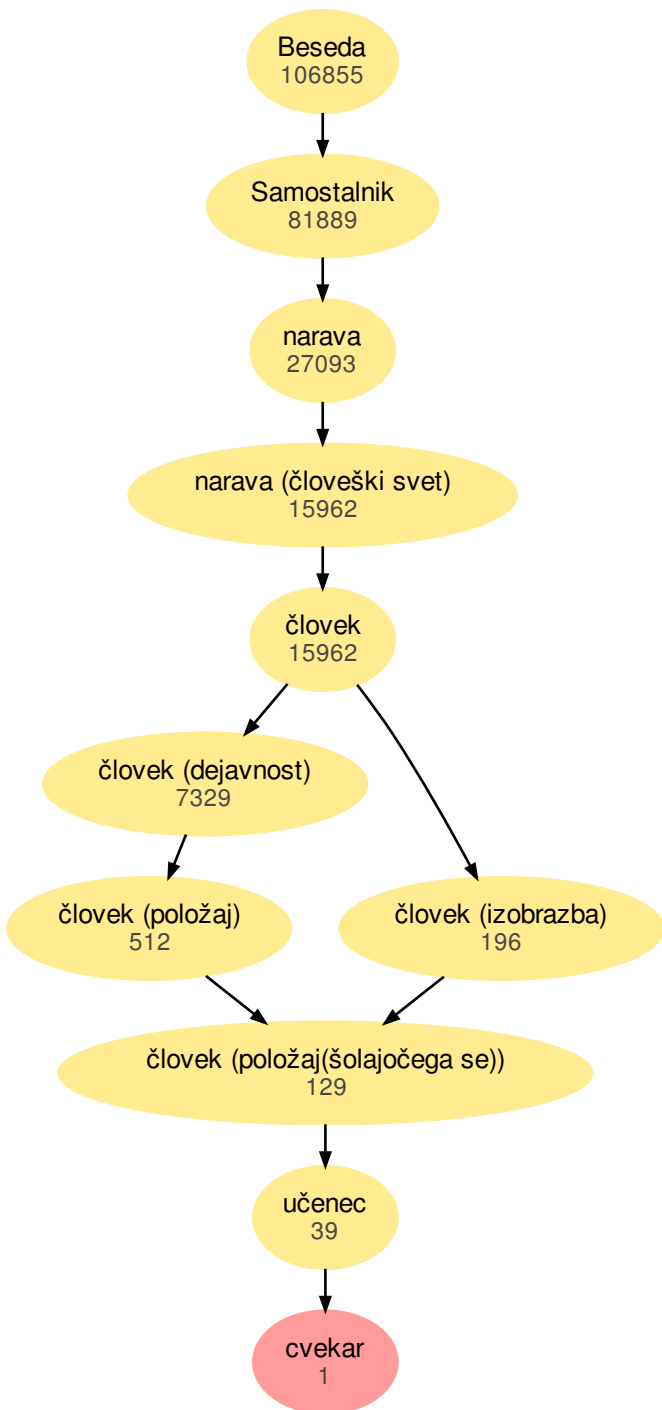 Beseda
106855
Samostalnik
81889
narava
27093
narava (človeški svet)
15962
človek
15962
človek (dejavnost)
7329
človek (položaj)
512
človek (izobrazba)
196
človek (položaj(šolajočega se))
129
učenec
39
cvekar
1